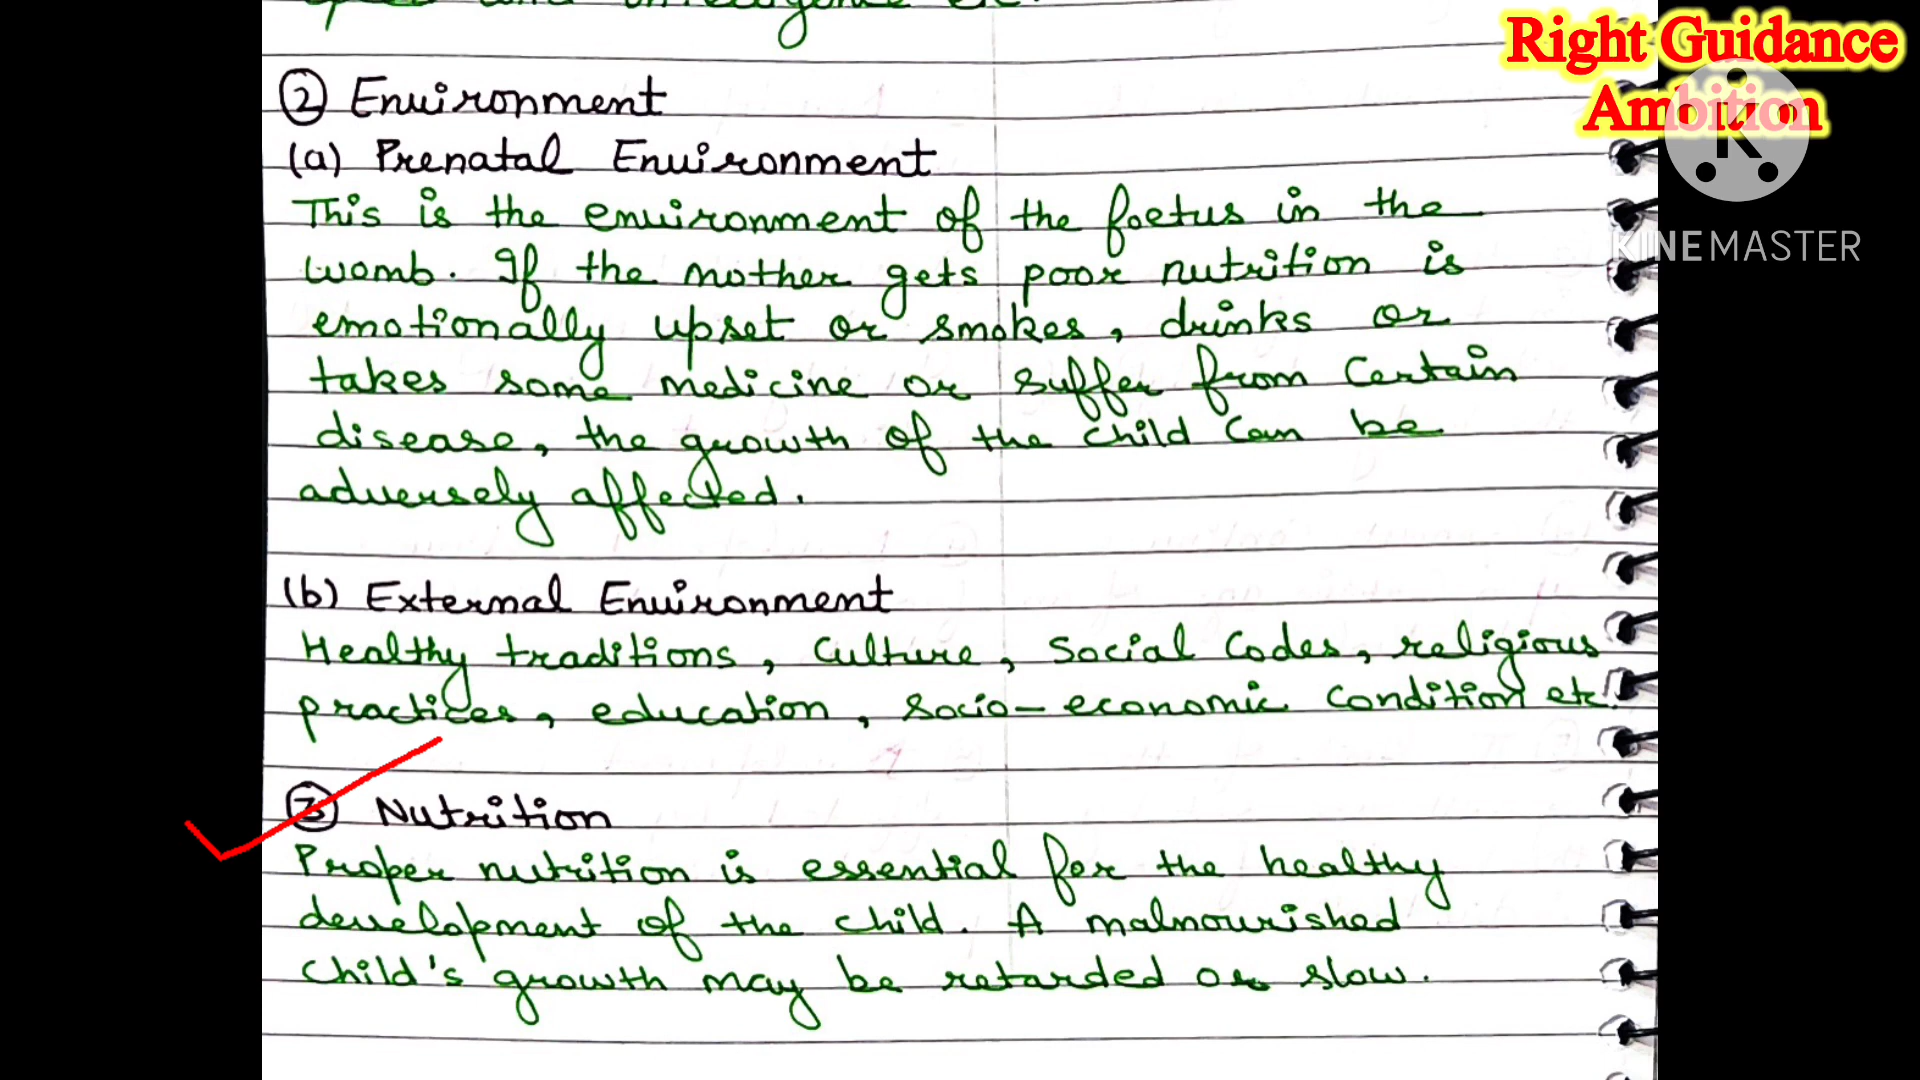 and intelligence etc.
② Environment
(a) Prenatal Environment
This is the environment of the foetus in the
womb. If the mother gets poor nutrition is
emotionally upset or smokes, drinks or
takes some medicine or suffer from Certain
disease, the growth of the child Can be
adversely affected.
(b) External Environment
Healthy traditions, Culture, Social Codes, religious
practices, education, Socio-economic Condition etc.
③ Nutrition
Proper nutrition is essential for the healthy
development of the child. A malnourished
Child's growth may be retarded or slow.
Right Guidance
Ambition
K
KINEMASTER